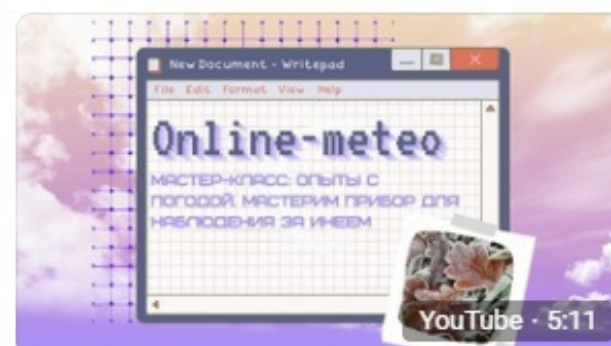 New Document - Writepad
File Edit Format View Help
Online-meteo
МАСТЕР-КЛАСС: ОПЫТЫ С
ПОГОДОЙ. МАСТЕРИМ ПРИБОР ДЛЯ
НАБЛЮДЕНИЯ ЗА ИНЕЕМ
YouTube · 5:11